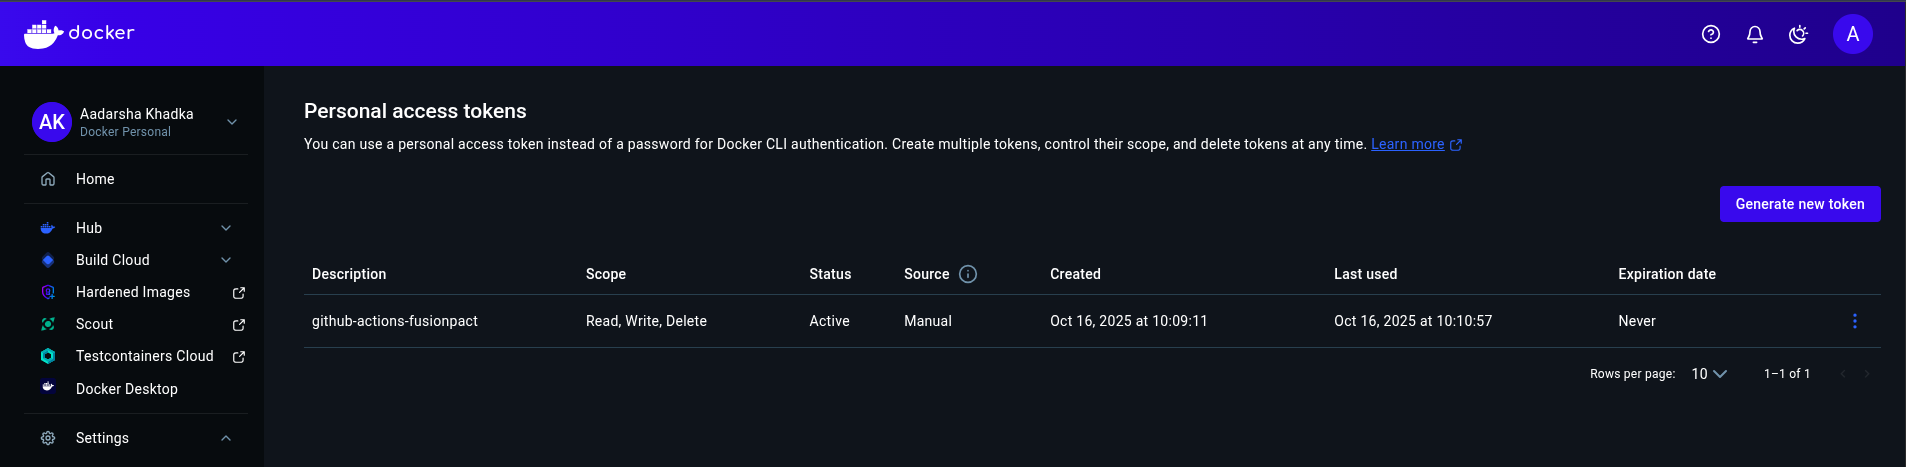 docker
A
AK
Aadarsha Khadka
Docker Personal
Home
Hub
Build Cloud
Hardened Images
Scout
Testcontainers Cloud
Docker Desktop
Settings
Personal access tokens
You can use a personal access token instead of a password for Docker CLI authentication. Create multiple tokens, control their scope, and delete tokens at any time. Learn more
Generate new token
Description Scope Status Source Created Last used Expiration date
github-actions-fusionpact Read, Write, Delete Active Manual Oct 16, 2025 at 10:09:11 Oct 16, 2025 at 10:10:57 Never
Rows per page: 10 1–1 of 1